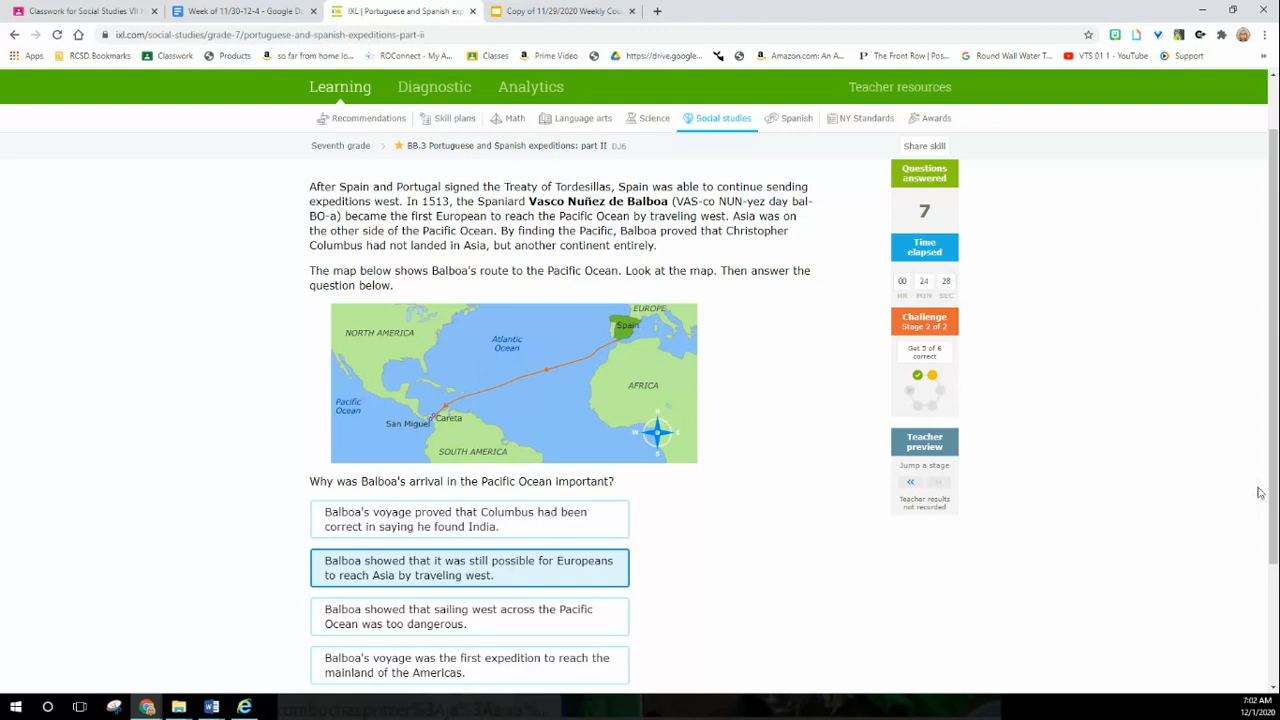 Classwork for Social Studies VII H
Week of 11/30-12-4 - Google Do
IXL | Portuguese and Spanish exp
Copy of 11/29/2020 Weekly Cou
ixl.com/social-studies/grade-7/portuguese-and-spanish-expeditions-part-ii
Apps
RCSD Bookmarks
Classwork
Products
so far from home lo...
ROConnect - My A...
Classes
Prime Video
https://drive.google...
Amazon.com: An A...
The Front Row | Pos...
Round Wall Water T...
VTS 01 1 - YouTube
Support
Learning Diagnostic Analytics Teacher resources
Recommendations Skill plans Math Language arts Science Social studies Spanish NY Standards Awards
Seventh grade > BB.3 Portuguese and Spanish expeditions: part II DJ6
Share skill
After Spain and Portugal signed the Treaty of Tordesillas, Spain was able to continue sending
expeditions west. In 1513, the Spaniard Vasco Nuñez de Balboa (VAS-co NUN-yez day bal-
BO-a) became the first European to reach the Pacific Ocean by traveling west. Asia was on
the other side of the Pacific Ocean. By finding the Pacific, Balboa proved that Christopher
Columbus had not landed in Asia, but another continent entirely.
The map below shows Balboa's route to the Pacific Ocean. Look at the map. Then answer the
question below.
EUROPE
Spain
NORTH AMERICA
Atlantic
Ocean
AFRICA
Pacific
Ocean
Careta
San Miguel
SOUTH AMERICA
N
W
E
S
Why was Balboa's arrival in the Pacific Ocean important?
Balboa's voyage proved that Columbus had been
correct in saying he found India.
Balboa showed that it was still possible for Europeans
to reach Asia by traveling west.
Balboa showed that sailing west across the Pacific
Ocean was too dangerous.
Balboa's voyage was the first expedition to reach the
mainland of the Americas.
Questions
answered
7
Time
elapsed
00 24 28
HR MIN SEC
Challenge
Stage 2 of 2
Get 5 of 6
correct
Teacher
preview
Jump a stage
Teacher results
not recorded
7:02 AM
12/1/2020